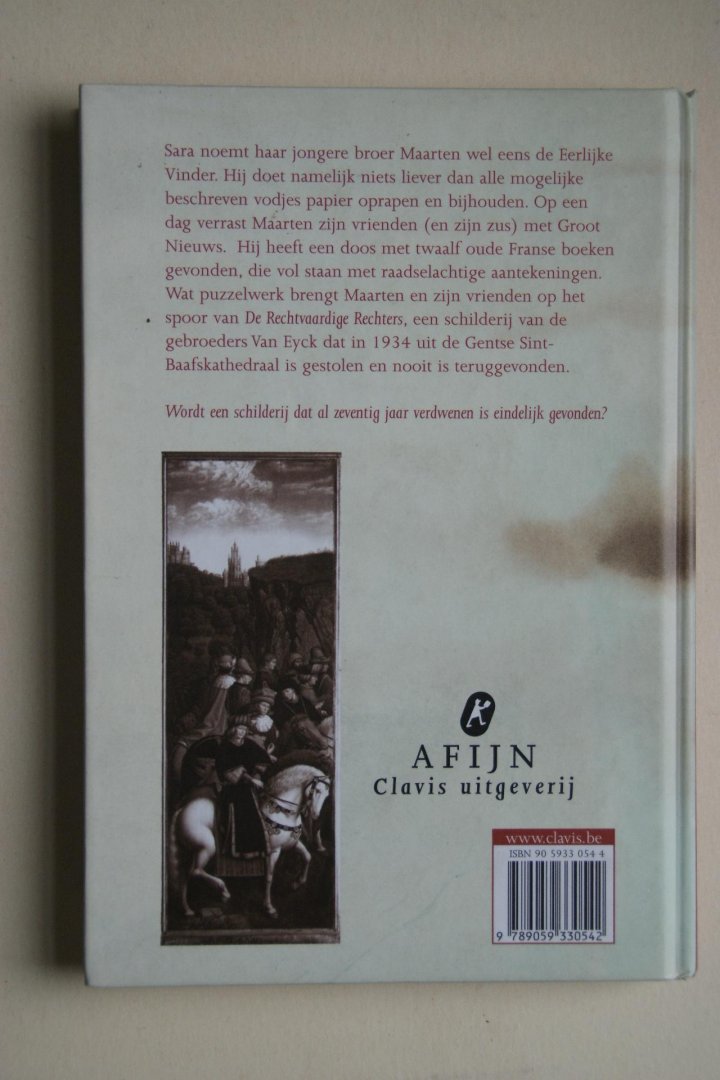 Sara noemt haar jongere broer Maarten wel eens de Eerlijke
Vinder. Hij doet namelijk niets liever dan alle mogelijke
beschreven vodjes papier oprapen en bijhouden. Op een
dag verrast Maarten zijn vrienden (en zijn zus) met Groot
Nieuws. Hij heeft een doos met twaalf oude Franse boeken
gevonden, die vol staan met raadselachtige aantekeningen.
Wat puzzelwerk brengt Maarten en zijn vrienden op het
spoor van De Rechtvaardige Rechters, een schilderij van de
gebroeders Van Eyck dat in 1934 uit de Gentse Sint-
Baafskathedraal is gestolen en nooit is teruggevonden.
Wordt een schilderij dat al zeventig jaar verdwenen is eindelijk gevonden?
AFIJN
Clavis uitgeverij
www.clavis.be
ISBN 90 5933 054 4
9 789059 330542